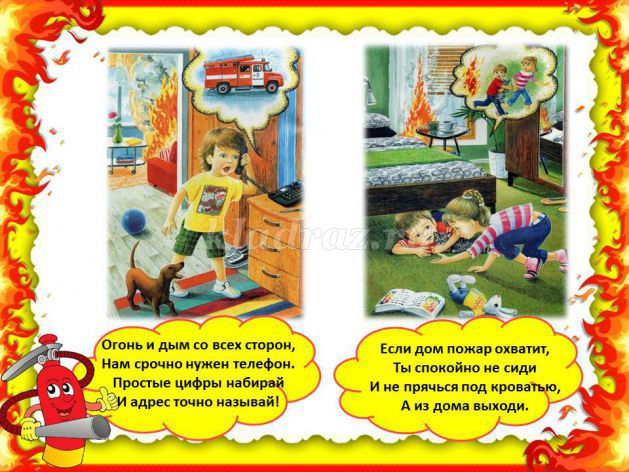 Огонь и дым со всех сторон,
Нам срочно нужен телефон.
Простые цифры набирай
И адрес точно называй!
Если дом пожар охватит,
Ты спокойно не сиди
И не прячься под кроватью,
А из дома выходи.